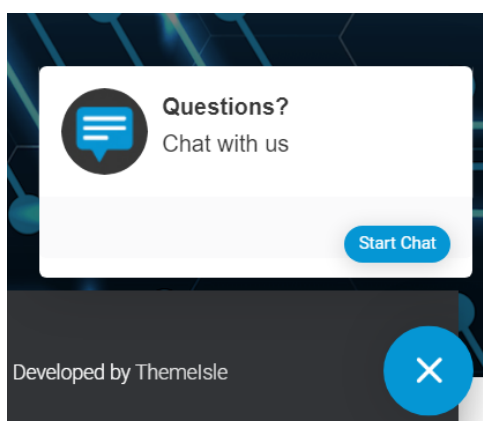 Questions?
Chat with us
Start Chat
Developed by ThemeIsle